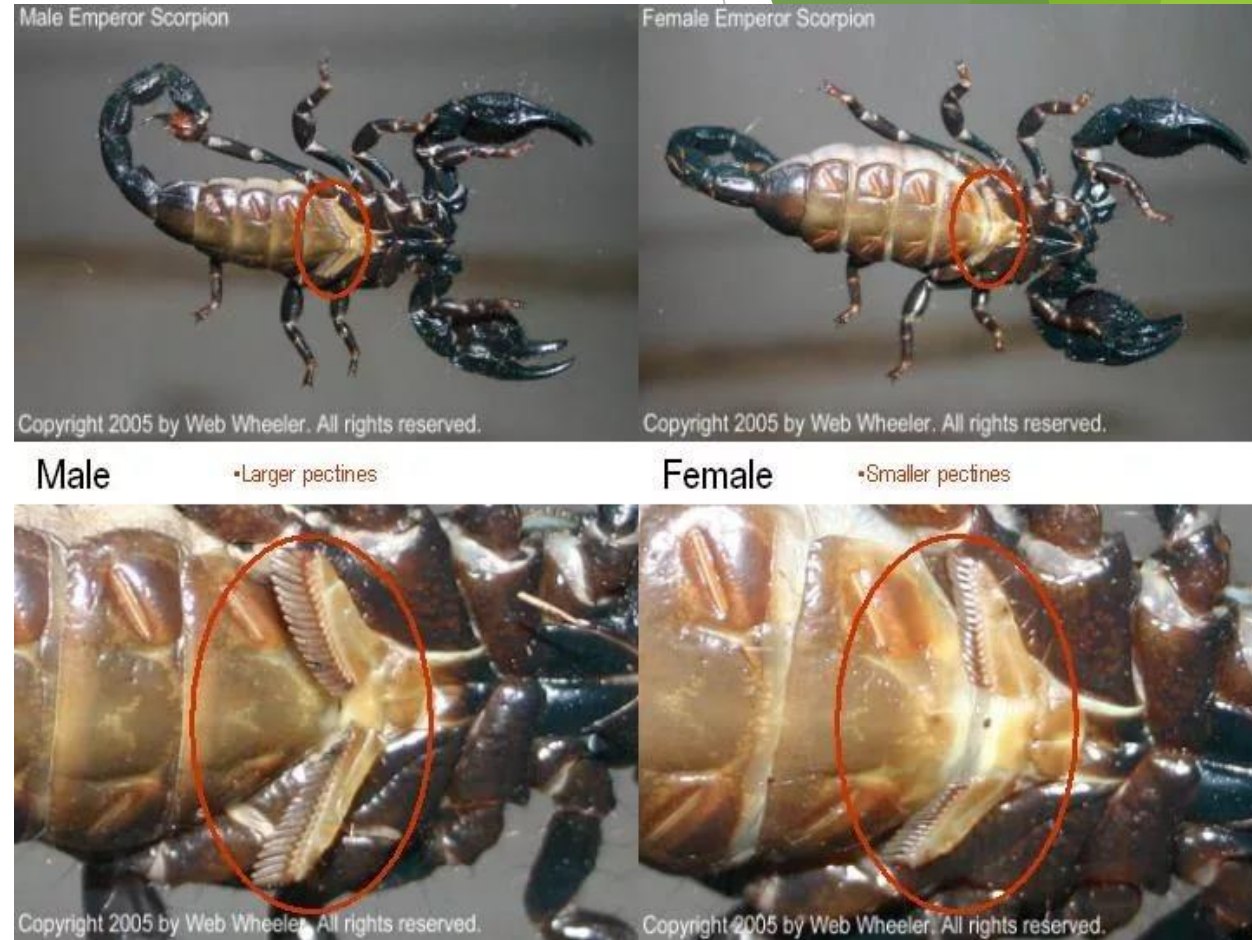 Male Emperor Scorpion
Female Emperor Scorpion
Copyright 2005 by Web Wheeler. All rights reserved.
Copyright 2005 by Web Wheeler. All rights reserved.
Male
•Larger pectines
Female
•Smaller pectines
Copyright 2005 by Web Wheeler. All rights reserved.
Copyright 2005 by Web Wheeler. All rights reserved.